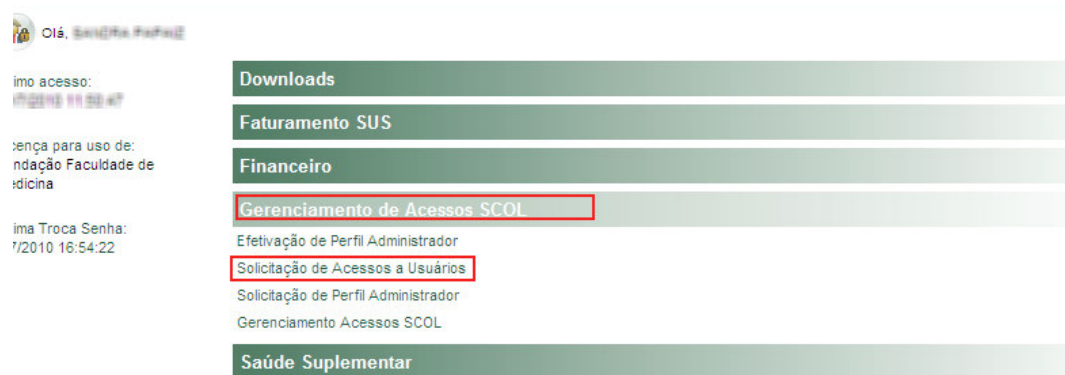 Olá,
imo acesso:
cença para uso de:
ndação Faculdade de
edicina
ima Troca Senha:
7/2010 16:54:22
Downloads
Faturamento SUS
Financeiro
Gerenciamento de Acessos SCOL
Efetivação de Perfil Administrador
Solicitação de Acessos a Usuários
Solicitação de Perfil Administrador
Gerenciamento Acessos SCOL
Saúde Suplementar